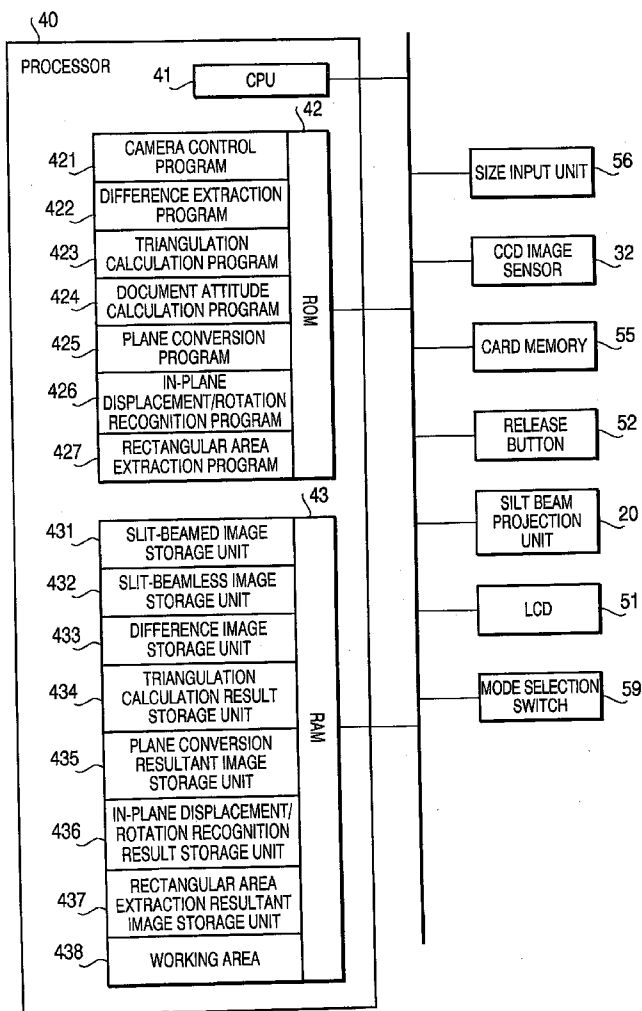 40
PROCESSOR
41
CPU
42
421
CAMERA CONTROL
PROGRAM
422
DIFFERENCE EXTRACTION
PROGRAM
423
TRIANGULATION
CALCULATION PROGRAM
424
DOCUMENT ATTITUDE
CALCULATION PROGRAM
425
PLANE CONVERSION
PROGRAM
426
IN-PLANE
DISPLACEMENT/ROTATION
RECOGNITION PROGRAM
427
RECTANGULAR AREA
EXTRACTION PROGRAM
ROM
43
431
SLIT-BEAMED IMAGE
STORAGE UNIT
432
SLIT-BEAMLESS IMAGE
STORAGE UNIT
433
DIFFERENCE IMAGE
STORAGE UNIT
434
TRIANGULATION
CALCULATION RESULT
STORAGE UNIT
435
PLANE CONVERSION
RESULTANT IMAGE
STORAGE UNIT
436
IN-PLANE DISPLACEMENT/
ROTATION RECOGNITION
RESULT STORAGE UNIT
437
RECTANGULAR AREA
EXTRACTION RESULTANT
IMAGE STORAGE UNIT
438
WORKING AREA
RAM
56
SIZE INPUT UNIT
32
CCD IMAGE
SENSOR
55
CARD MEMORY
52
RELEASE
BUTTON
20
SILT BEAM
PROJECTION
UNIT
51
LCD
59
MODE SELECTION
SWITCH